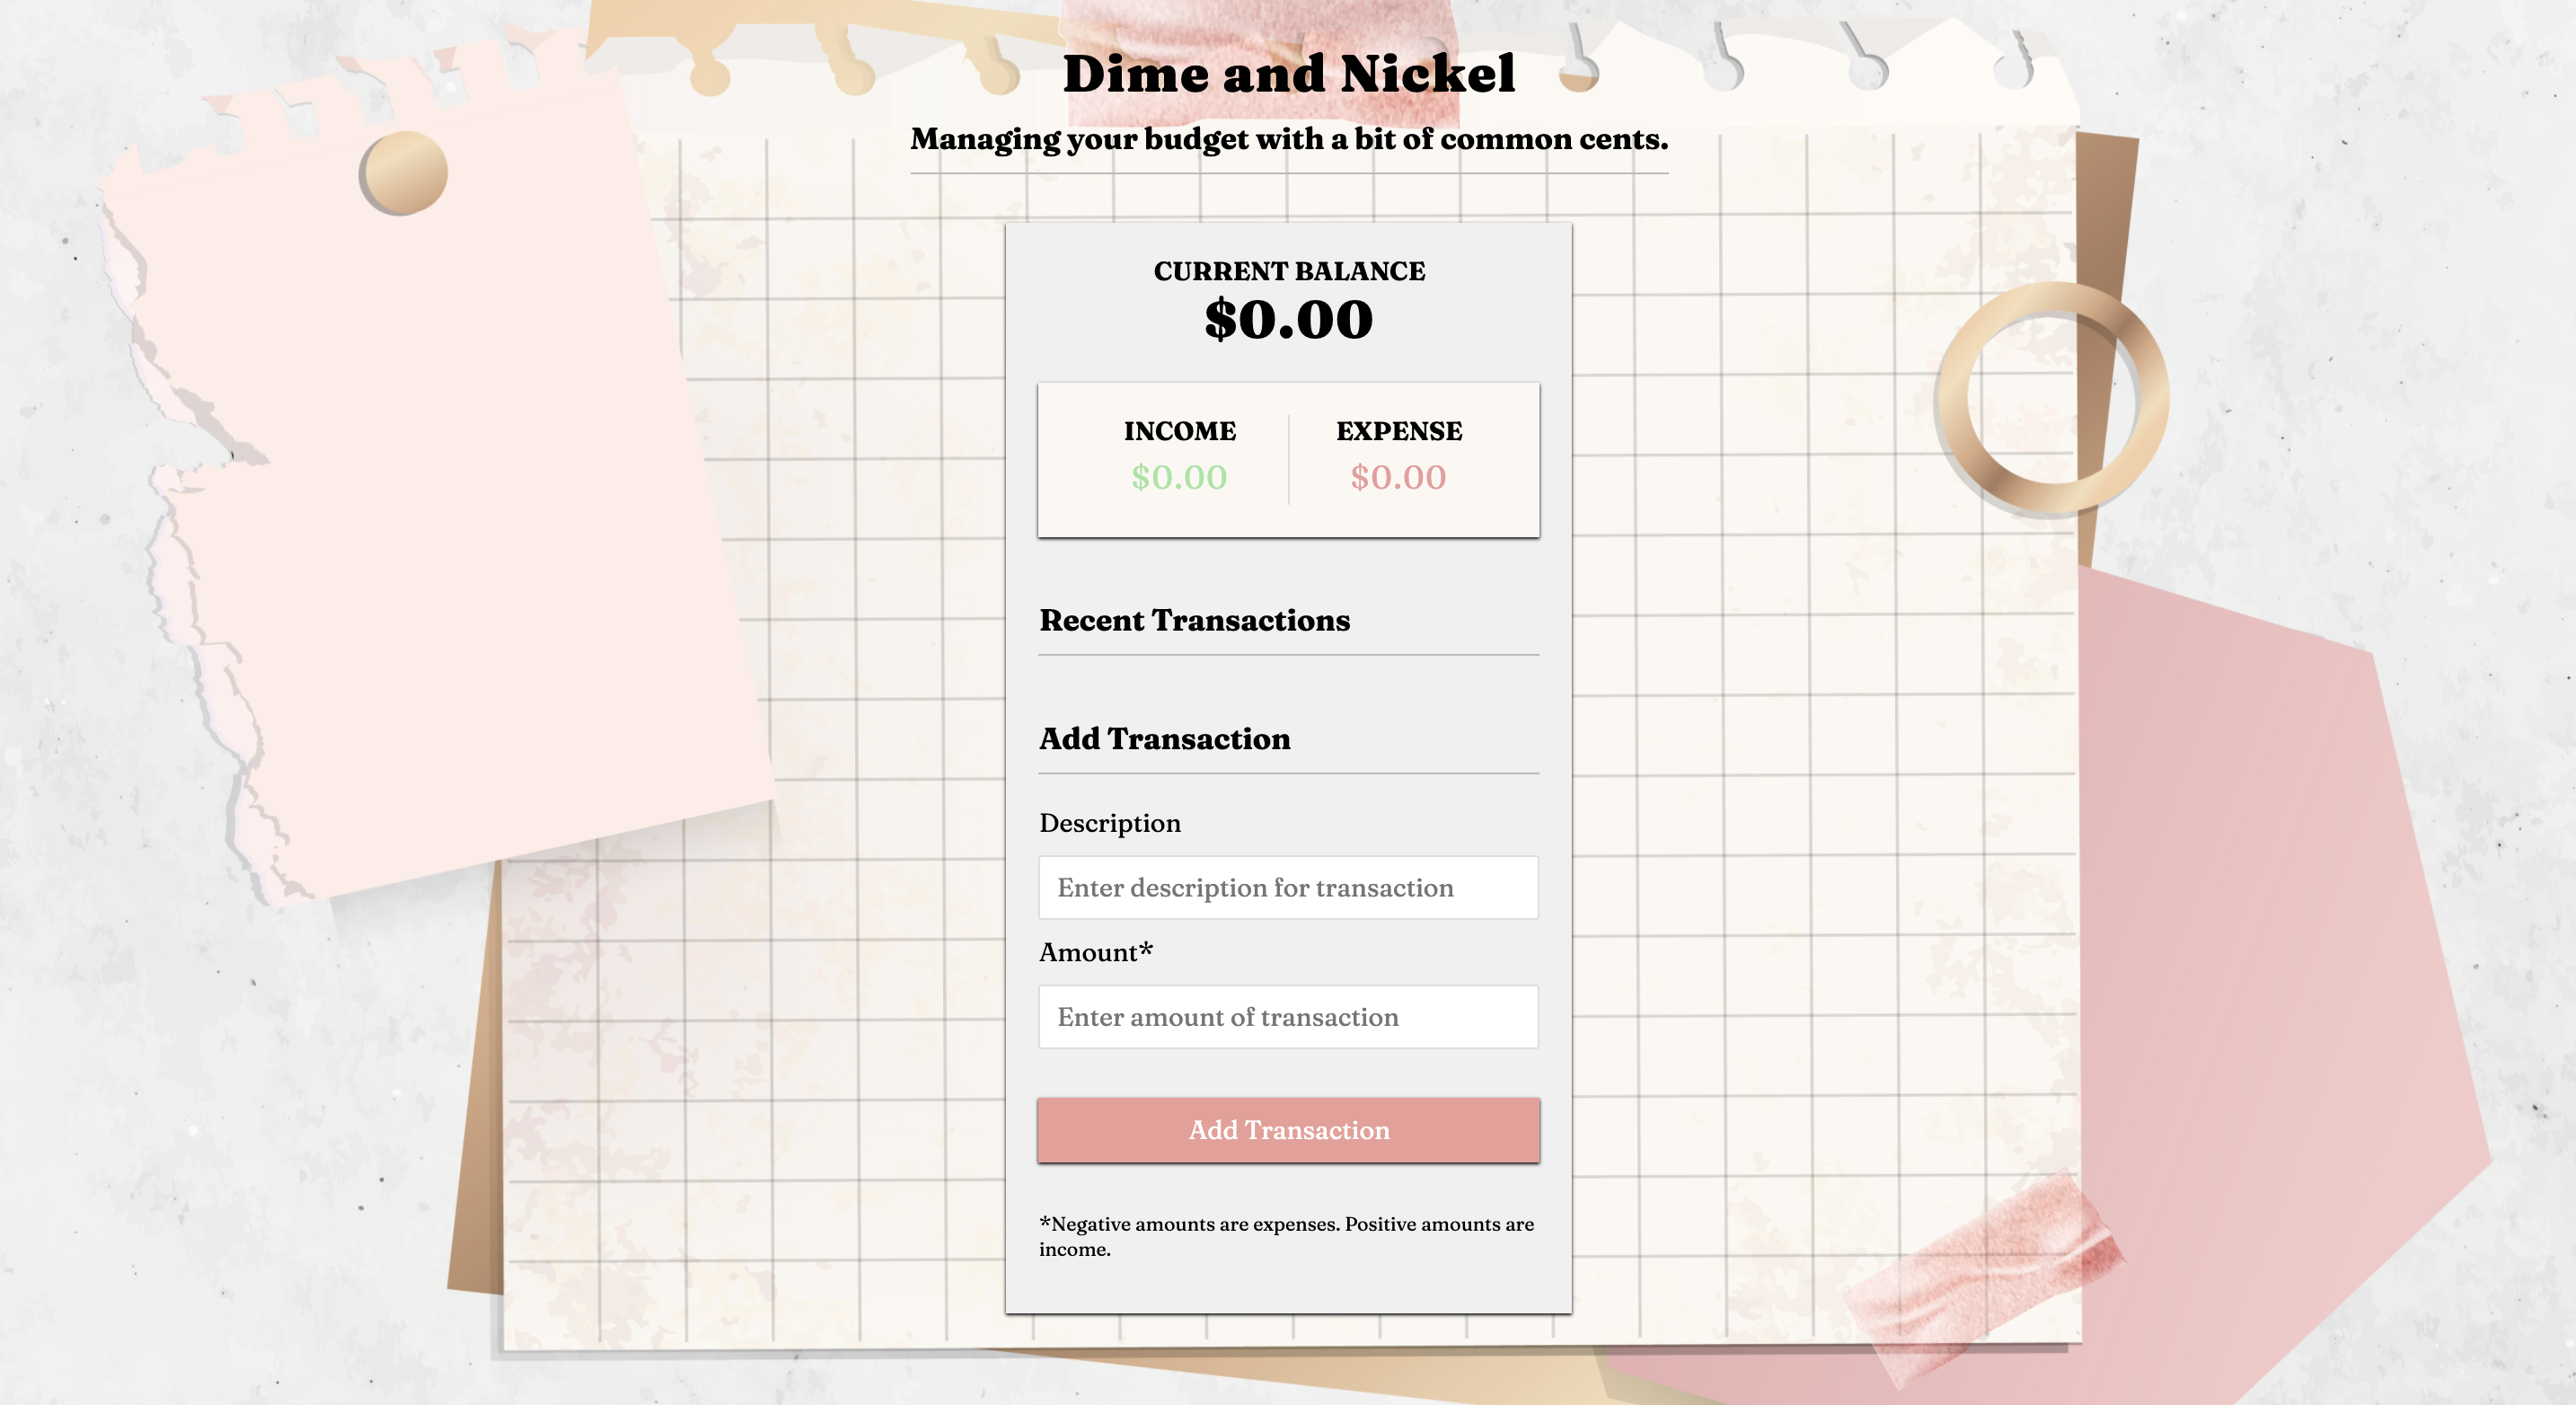 Dime and Nickel
Managing your budget with a bit of common cents.
CURRENT BALANCE
$0.00
INCOME EXPENSE
$0.00 $0.00
Recent Transactions
Add Transaction
Description
Enter description for transaction
Amount*
Enter amount of transaction
Add Transaction
*Negative amounts are expenses. Positive amounts are
income.